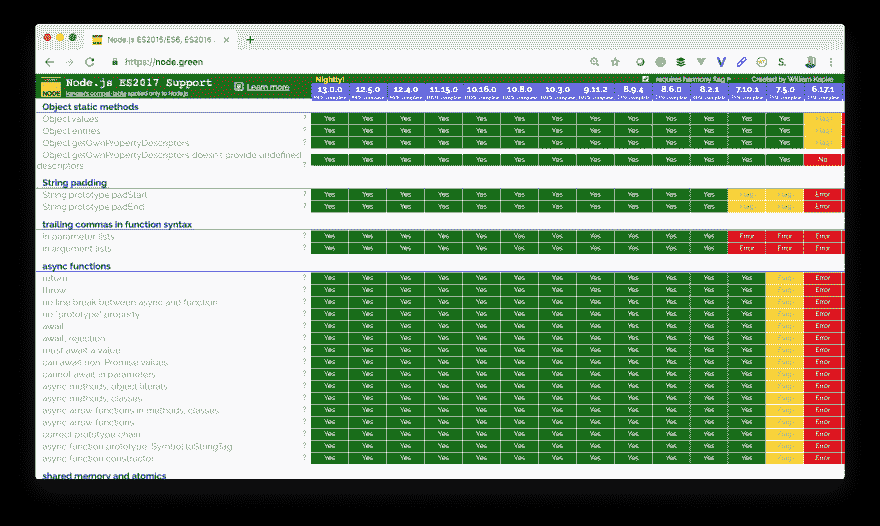 Node.js ES2015/ES6, ES2016
https://node.green
Node.js ES2017 Support
kangax's compat-table applied only to Node.js
Learn more
Nightly!
requires harmony flag
Created by William Kapke
13.0.0 12.5.0 12.4.0 11.15.0 10.16.0 10.8.0 10.3.0 9.11.2 8.9.4 8.6.0 8.2.1 7.10.1 7.5.0 6.17.1
Object static methods
Object.values ? Yes Yes Yes Yes Yes Yes Yes Yes Yes Yes Yes Yes Yes Flag
Object.entries ? Yes Yes Yes Yes Yes Yes Yes Yes Yes Yes Yes Yes Yes Flag
Object.getOwnPropertyDescriptors ? Yes Yes Yes Yes Yes Yes Yes Yes Yes Yes Yes Yes Yes Flag
Object.getOwnPropertyDescriptors doesn't provide undefined
descriptors ? Yes Yes Yes Yes Yes Yes Yes Yes Yes Yes Yes Yes Yes No
String padding
String.prototype.padStart ? Yes Yes Yes Yes Yes Yes Yes Yes Yes Yes Yes Flag Flag Error
String.prototype.padEnd ? Yes Yes Yes Yes Yes Yes Yes Yes Yes Yes Yes Flag Flag Error
trailing commas in function syntax
in parameter lists ? Yes Yes Yes Yes Yes Yes Yes Yes Yes Yes Yes Error Error Error
in argument lists ? Yes Yes Yes Yes Yes Yes Yes Yes Yes Yes Yes Error Error Error
async functions
return ? Yes Yes Yes Yes Yes Yes Yes Yes Yes Yes Yes Yes Flag Error
throw ? Yes Yes Yes Yes Yes Yes Yes Yes Yes Yes Yes Yes Flag Error
no line break between async and function ? Yes Yes Yes Yes Yes Yes Yes Yes Yes Yes Yes Yes Flag Error
no "prototype" property ? Yes Yes Yes Yes Yes Yes Yes Yes Yes Yes Yes Yes Flag Error
await ? Yes Yes Yes Yes Yes Yes Yes Yes Yes Yes Yes Yes Flag Error
await, rejection ? Yes Yes Yes Yes Yes Yes Yes Yes Yes Yes Yes Yes Flag Error
must await a value ? Yes Yes Yes Yes Yes Yes Yes Yes Yes Yes Yes Yes Flag Error
can await non-Promise values ? Yes Yes Yes Yes Yes Yes Yes Yes Yes Yes Yes Yes Flag Error
cannot await in parameters ? Yes Yes Yes Yes Yes Yes Yes Yes Yes Yes Yes Yes Flag Error
async methods, object literals ? Yes Yes Yes Yes Yes Yes Yes Yes Yes Yes Yes Yes Flag Error
async methods, classes ? Yes Yes Yes Yes Yes Yes Yes Yes Yes Yes Yes Yes Flag Error
async arrow functions in methods, classes ? Yes Yes Yes Yes Yes Yes Yes Yes Yes Yes Yes Yes Flag Error
async arrow functions ? Yes Yes Yes Yes Yes Yes Yes Yes Yes Yes Yes Yes Flag Error
correct prototype chain ? Yes Yes Yes Yes Yes Yes Yes Yes Yes Yes Yes Yes Flag Error
async function prototype, Symbol.toStringTag ? Yes Yes Yes Yes Yes Yes Yes Yes Yes Yes Yes Yes Flag Error
async function constructor ? Yes Yes Yes Yes Yes Yes Yes Yes Yes Yes Yes Yes Flag Error
shared memory and atomics